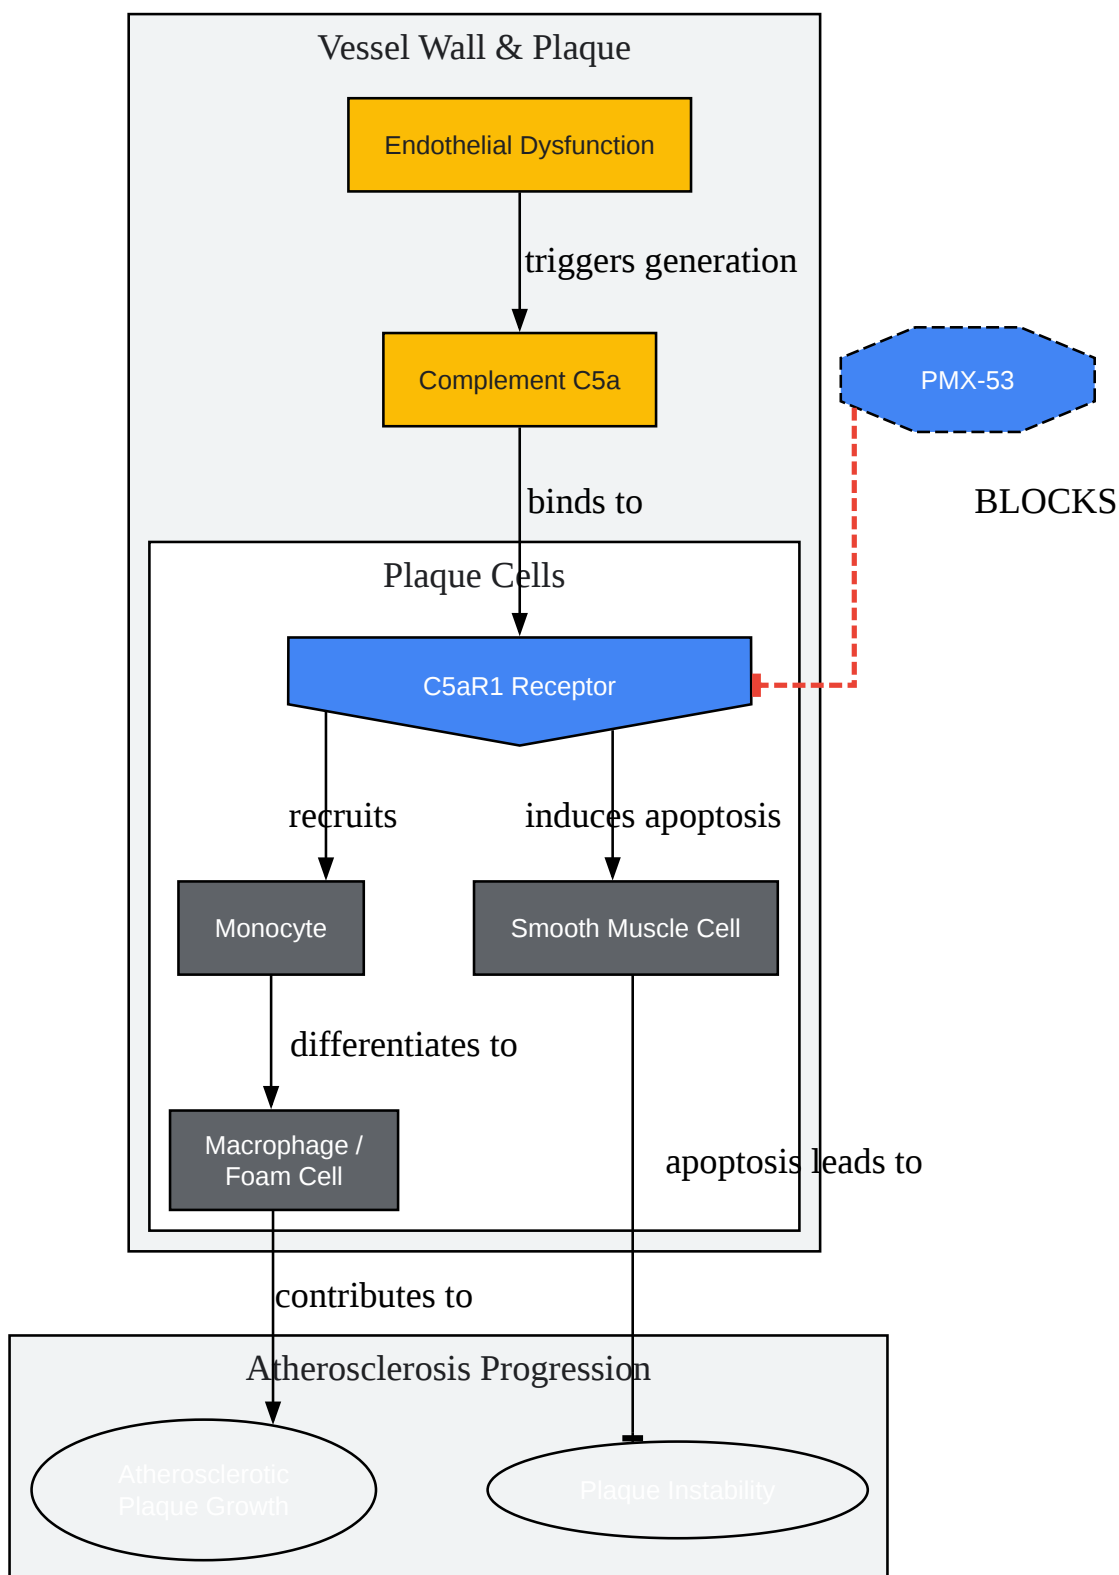 Vessel Wall & Plaque
Endothelial Dysfunction
triggers generation
Complement C5a
PMX-53
binds to
BLOCKS
Plaque Cells
C5aR1 Receptor
recruits
induces apoptosis
Monocyte
Smooth Muscle Cell
differentiates to
Macrophage /
Foam Cell
apoptosis leads to
contributes to
Atherosclerosis Progression
Atherosclerotic
Plaque Growth
Plaque Instability